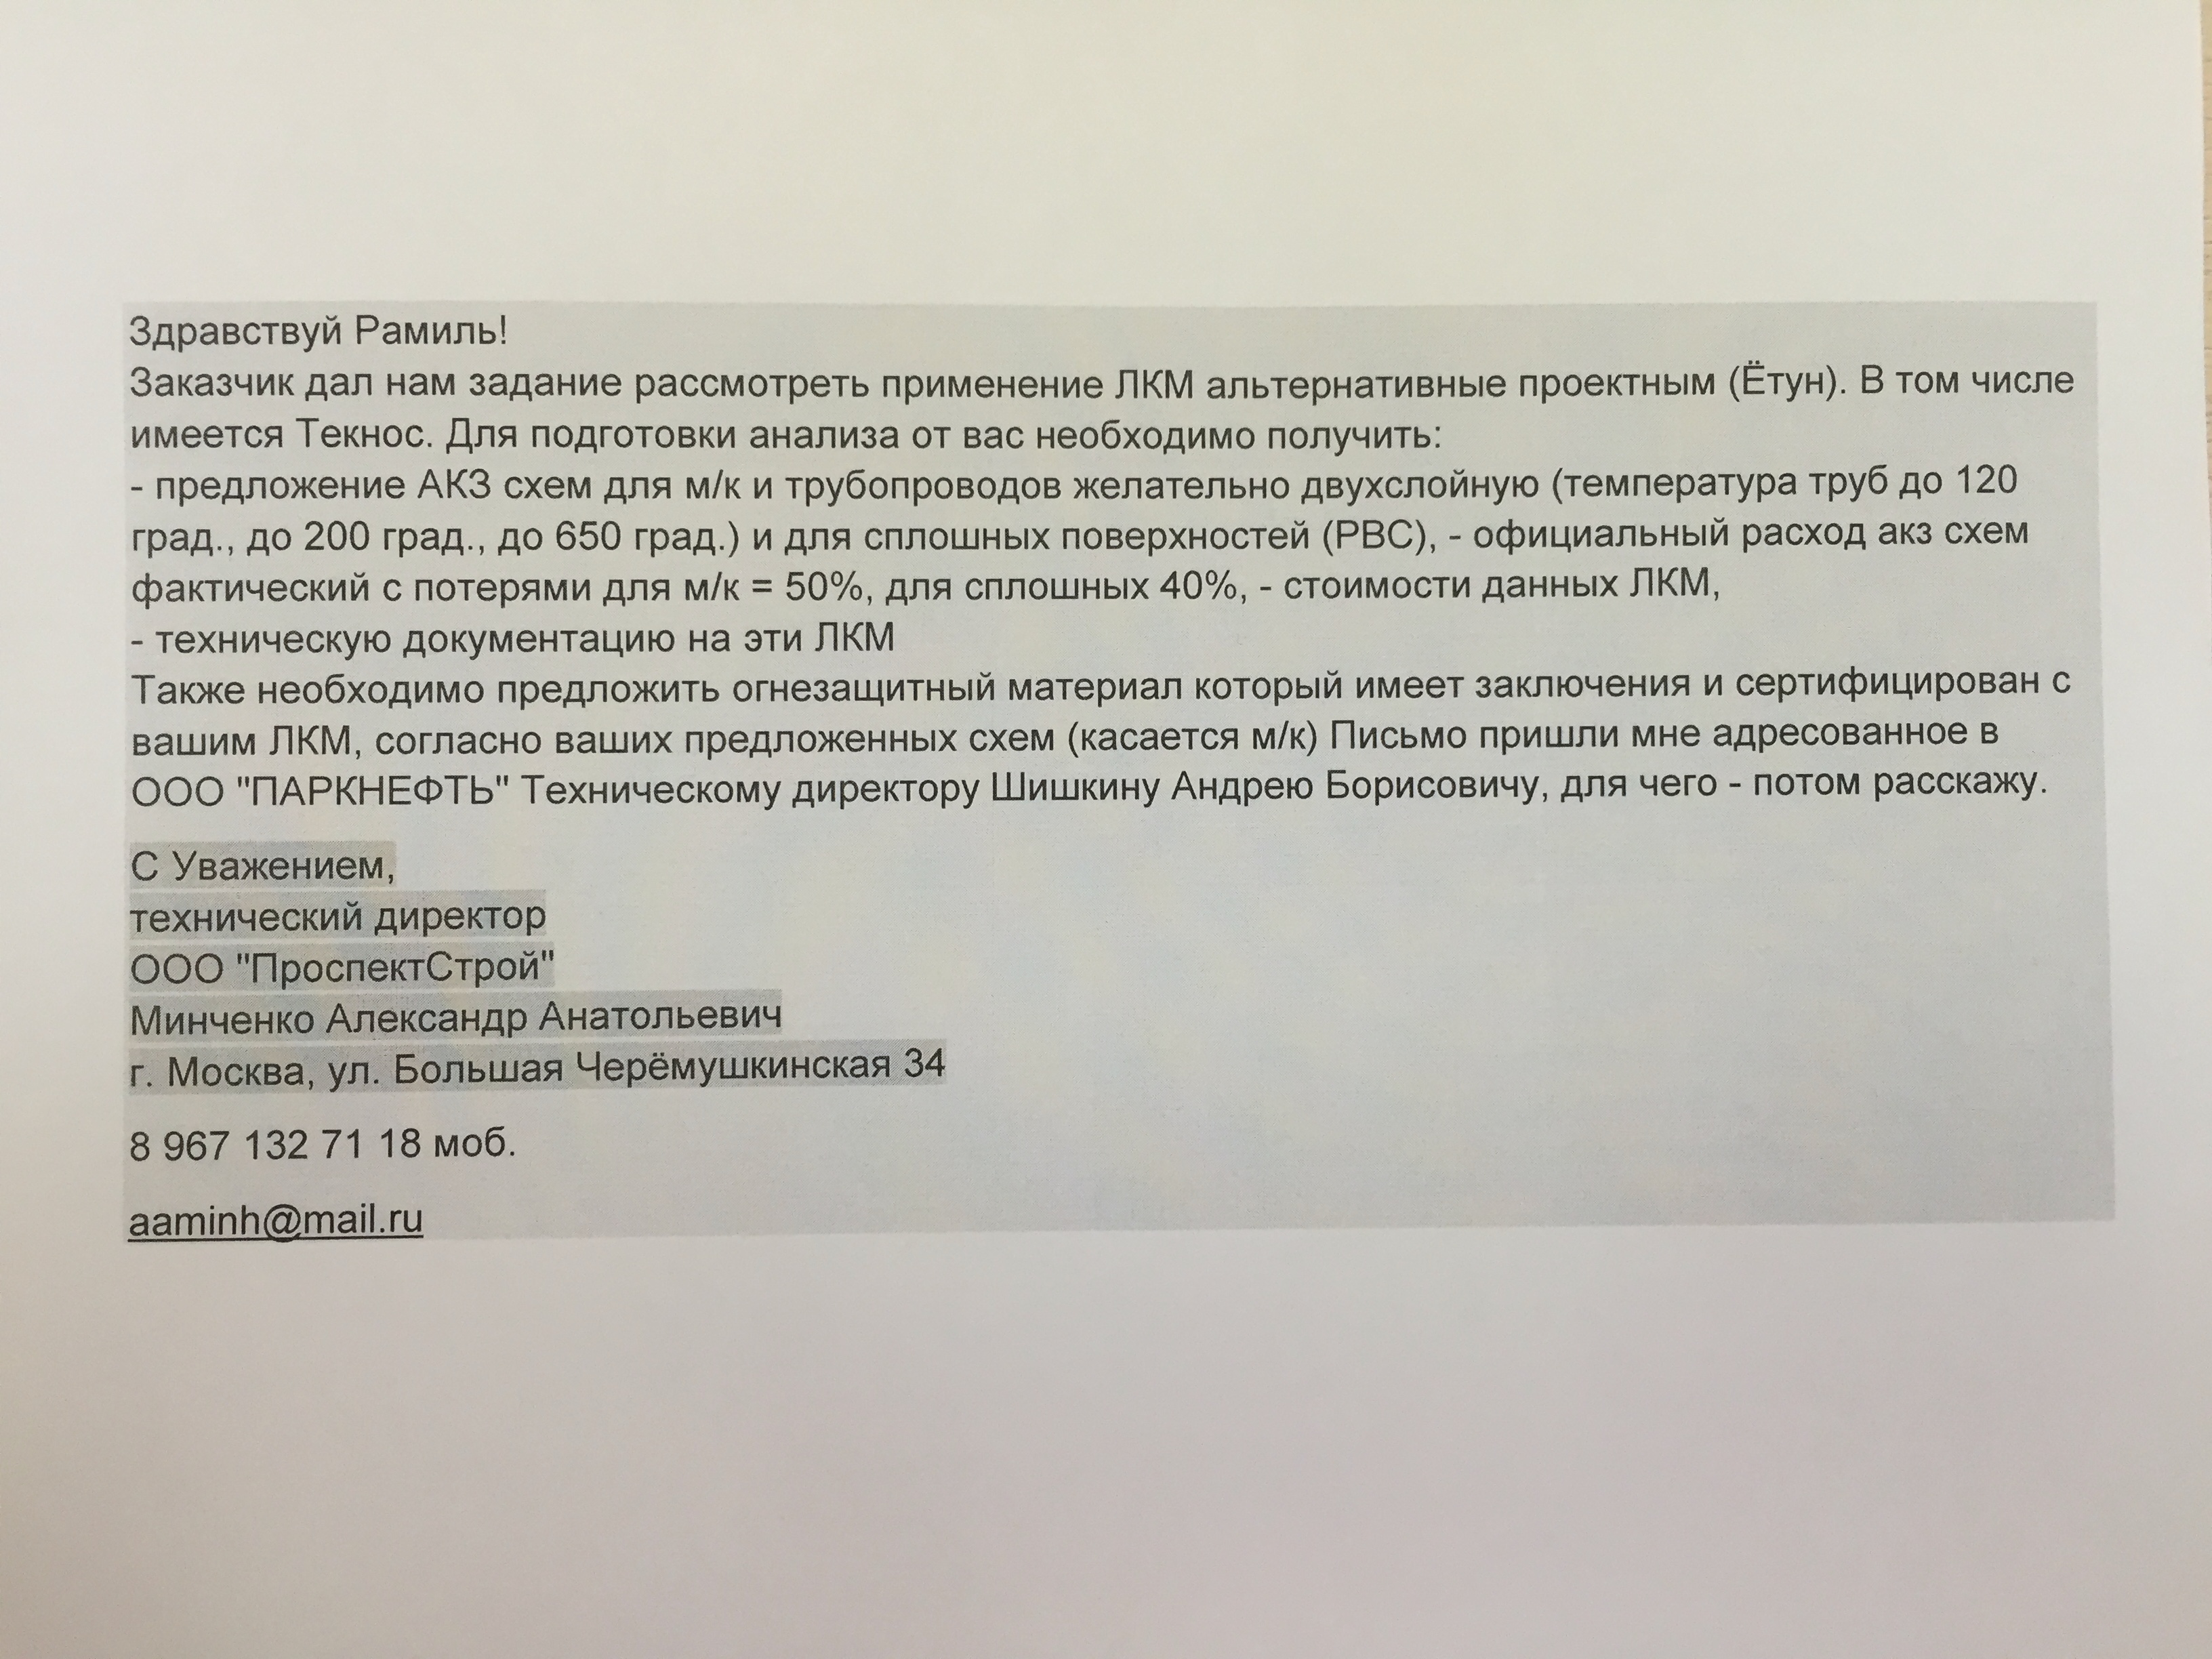 Здравствуй Рамиль!
Заказчик дал нам задание рассмотреть применение ЛКМ альтернативные проектным (Ётун). В том числе
имеется Текнос. Для подготовки анализа от вас необходимо получить:
- предложение АКЗ схем для м/к и трубопроводов желательно двухслойную (температура труб до 120
град., до 200 град., до 650 град.) и для сплошных поверхностей (РВС), - официальный расход акз схем
фактический с потерями для м/к = 50%, для сплошных 40%, - стоимости данных ЛКМ,
- техническую документацию на эти ЛКМ
Также необходимо предложить огнезащитный материал который имеет заключения и сертифицирован с
вашим ЛКМ, согласно ваших предложенных схем (касается м/к) Письмо пришли мне адресованное в
ООО "ПАРКНЕФТЬ" Техническому директору Шишкину Андрею Борисовичу, для чего - потом расскажу.
С Уважением,
технический директор
ООО "ПроспектСтрой"
Минченко Александр Анатольевич
г. Москва, ул. Большая Черёмушкинская 34
8 967 132 71 18 моб.
aaminh@mail.ru